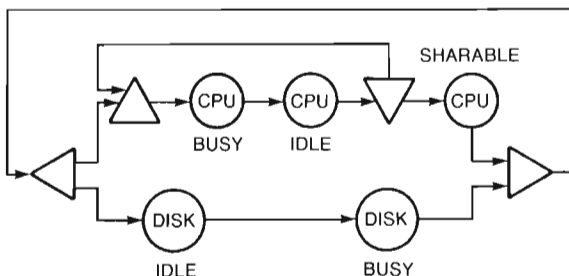 SHARABLE
CPU CPU CPU
BUSY IDLE
DISK DISK
IDLE BUSY